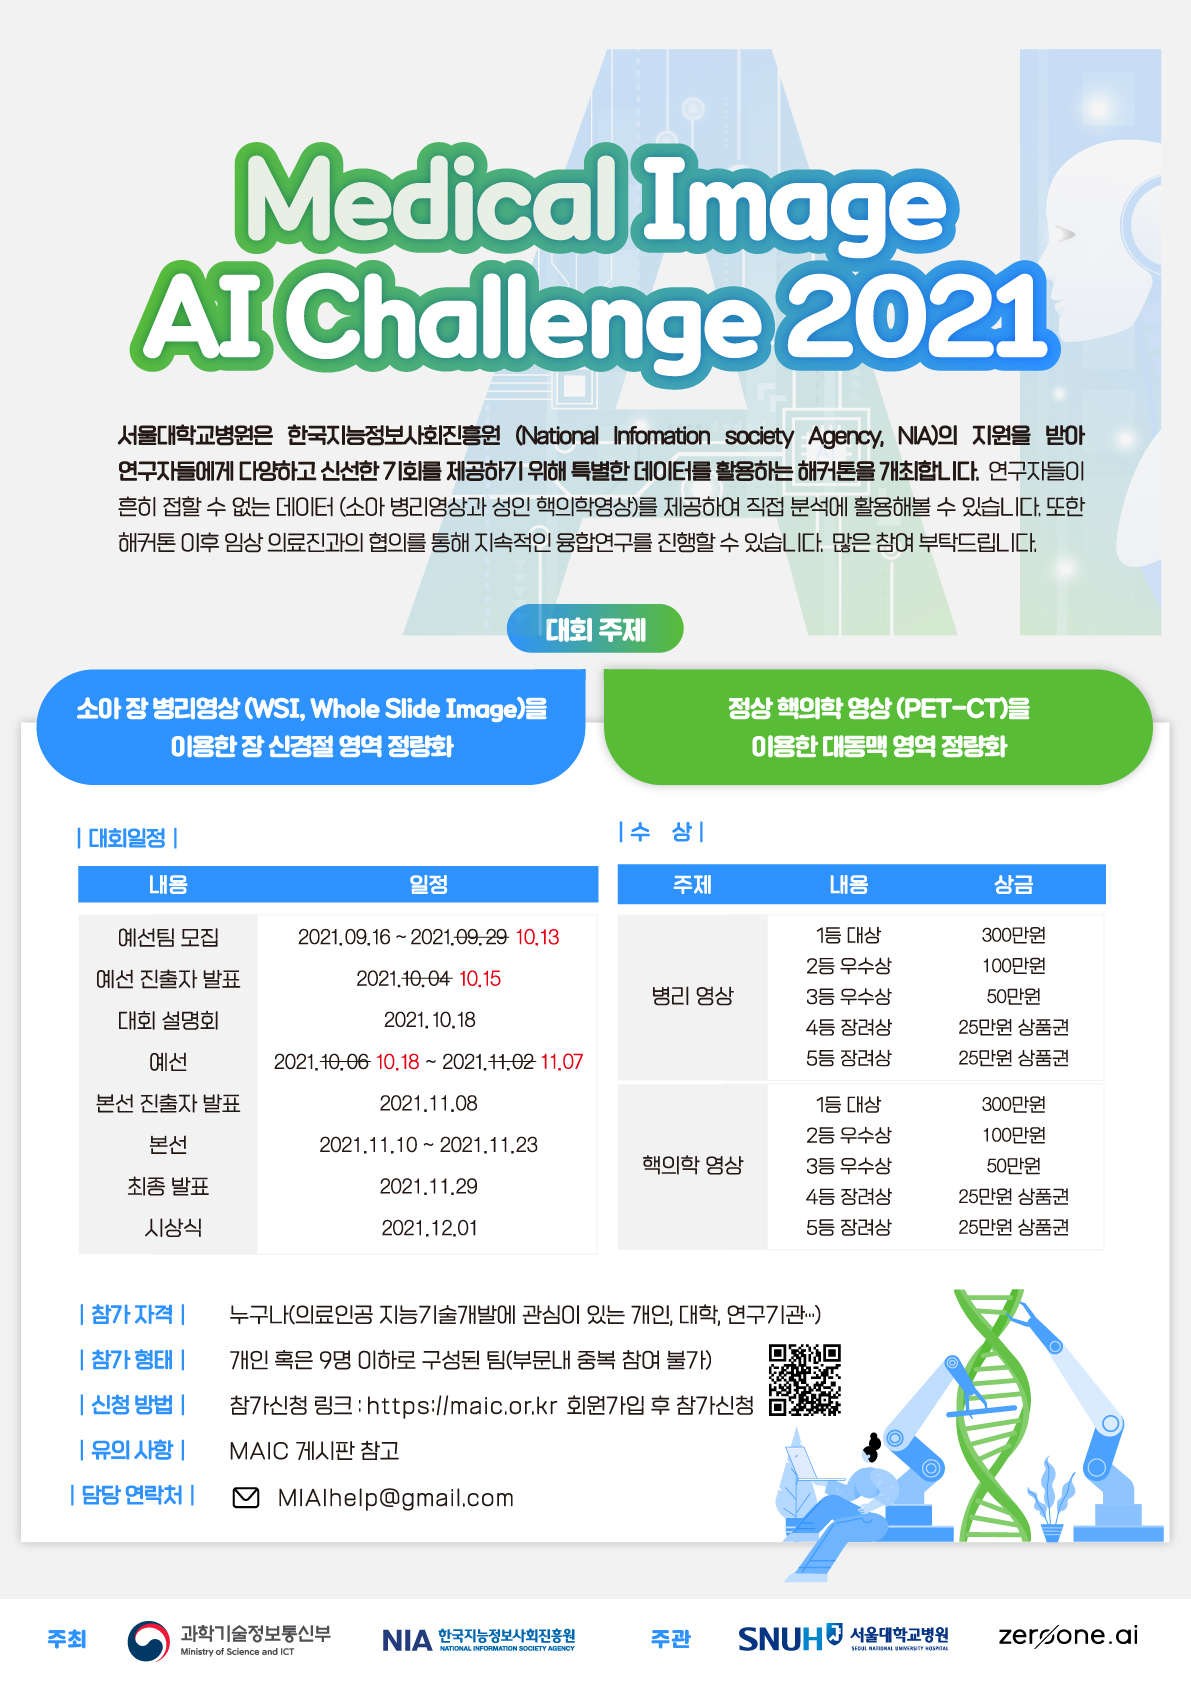 Medical Image
AI Challenge 2021
서울대학교병원은 한국지능정보사회진흥원 (National Infomation society Agency, NIA)의 지원을 받아
연구자들에게 다양하고 신선한 기회를 제공하기 위해 특별한 데이터를 활용하는 해커톤을 개최합니다. 연구자들이
흔히 접할 수 없는 데이터 (소아 병리영상과 성인 핵의학영상)를 제공하여 직접 분석에 활용해볼 수 있습니다. 또한
해커톤 이후 임상 의료진과의 협의를 통해 지속적인 융합연구를 진행할 수 있습니다. 많은 참여 부탁드립니다.
대회 주제
소아 장 병리영상 (WSI, Whole Slide Image)을
이용한 장 신경절 영역 정량화
정상 핵의학 영상 (PET-CT)을
이용한 대동맥 영역 정량화
| 대회일정 |
내용 일정
예선팀 모집 2021.09.16 ~ 2021.09.29 10.13
예선 진출자 발표 2021.10.04 10.15
대회 설명회 2021.10.18
예선 2021.10.06 10.18 ~ 2021.11.02 11.07
본선 진출자 발표 2021.11.08
본선 2021.11.10 ~ 2021.11.23
최종 발표 2021.11.29
시상식 2021.12.01
| 수 상 |
주제 내용 상금
병리 영상
1등 대상 300만원
2등 우수상 100만원
3등 우수상 50만원
4등 장려상 25만원 상품권
5등 장려상 25만원 상품권
핵의학 영상
1등 대상 300만원
2등 우수상 100만원
3등 우수상 50만원
4등 장려상 25만원 상품권
5등 장려상 25만원 상품권
| 참가 자격 | 누구나(의료인공 지능기술개발에 관심이 있는 개인, 대학, 연구기관···)
| 참가 형태 | 개인 혹은 9명 이하로 구성된 팀(부문내 중복 참여 불가)
| 신청 방법 | 참가신청 링크 : https://maic.or.kr 회원가입 후 참가신청
| 유의 사항 | MAIC 게시판 참고
| 담당 연락처 | MIAIhelp@gmail.com
주최
과학기술정보통신부
Ministry of Science and ICT
NIA 한국지능정보사회진흥원
NATIONAL INFORMATION SOCIETY AGENCY
주관
SNUH 서울대학교병원
SEOUL NATIONAL UNIVERSITY HOSPITAL
zeroone.ai